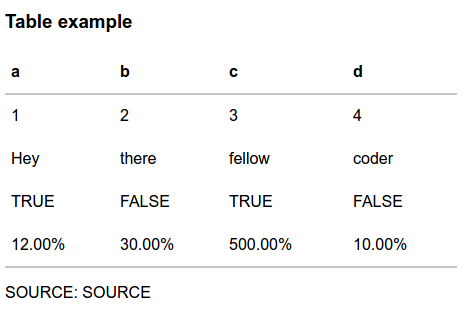 Table example
a b c d
1 2 3 4
Hey there fellow coder
TRUE FALSE TRUE FALSE
12.00% 30.00% 500.00% 10.00%
SOURCE: SOURCE